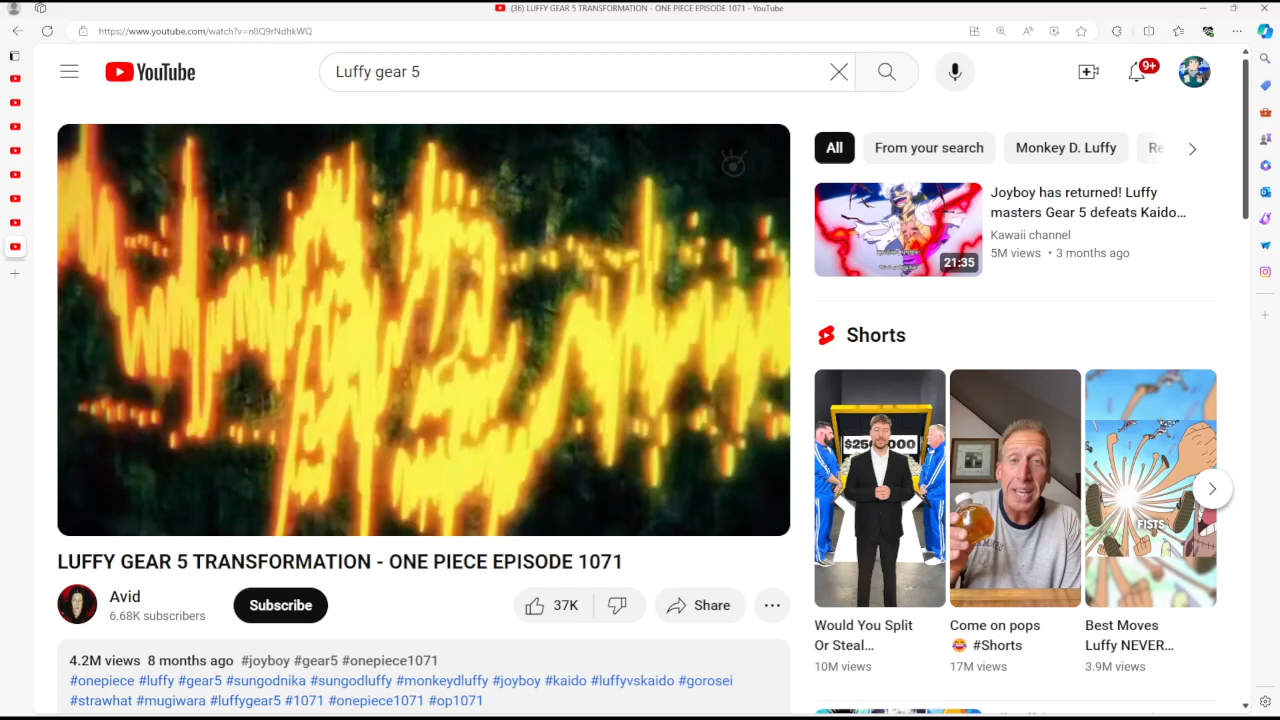 (36) LUFFY GEAR 5 TRANSFORMATION - ONE PIECE EPISODE 1071 - YouTube
https://www.youtube.com/watch?v=n8Q9rNdhkWQ
YouTube
Luffy gear 5
9+
All
From your search
Monkey D. Luffy
Re
Joyboy has returned! Luffy
masters Gear 5 defeats Kaido...
Kawaii channel
5M views • 3 months ago
21:35
Shorts
FISTS
Would You Split
Or Steal...
10M views
Come on pops
😂 #Shorts
17M views
Best Moves
Luffy NEVER...
3.9M views
LUFFY GEAR 5 TRANSFORMATION - ONE PIECE EPISODE 1071
Avid
6.68K subscribers
Subscribe
37K
Share
4.2M views 8 months ago #joyboy #gear5 #onepiece1071
#onepiece #luffy #gear5 #sungodnika #sungodluffy #monkeydluffy #joyboy #kaido #luffyvskaido #gorosei
#strawhat #mugiwara #luffygear5 #1071 #onepiece1071 #op1071